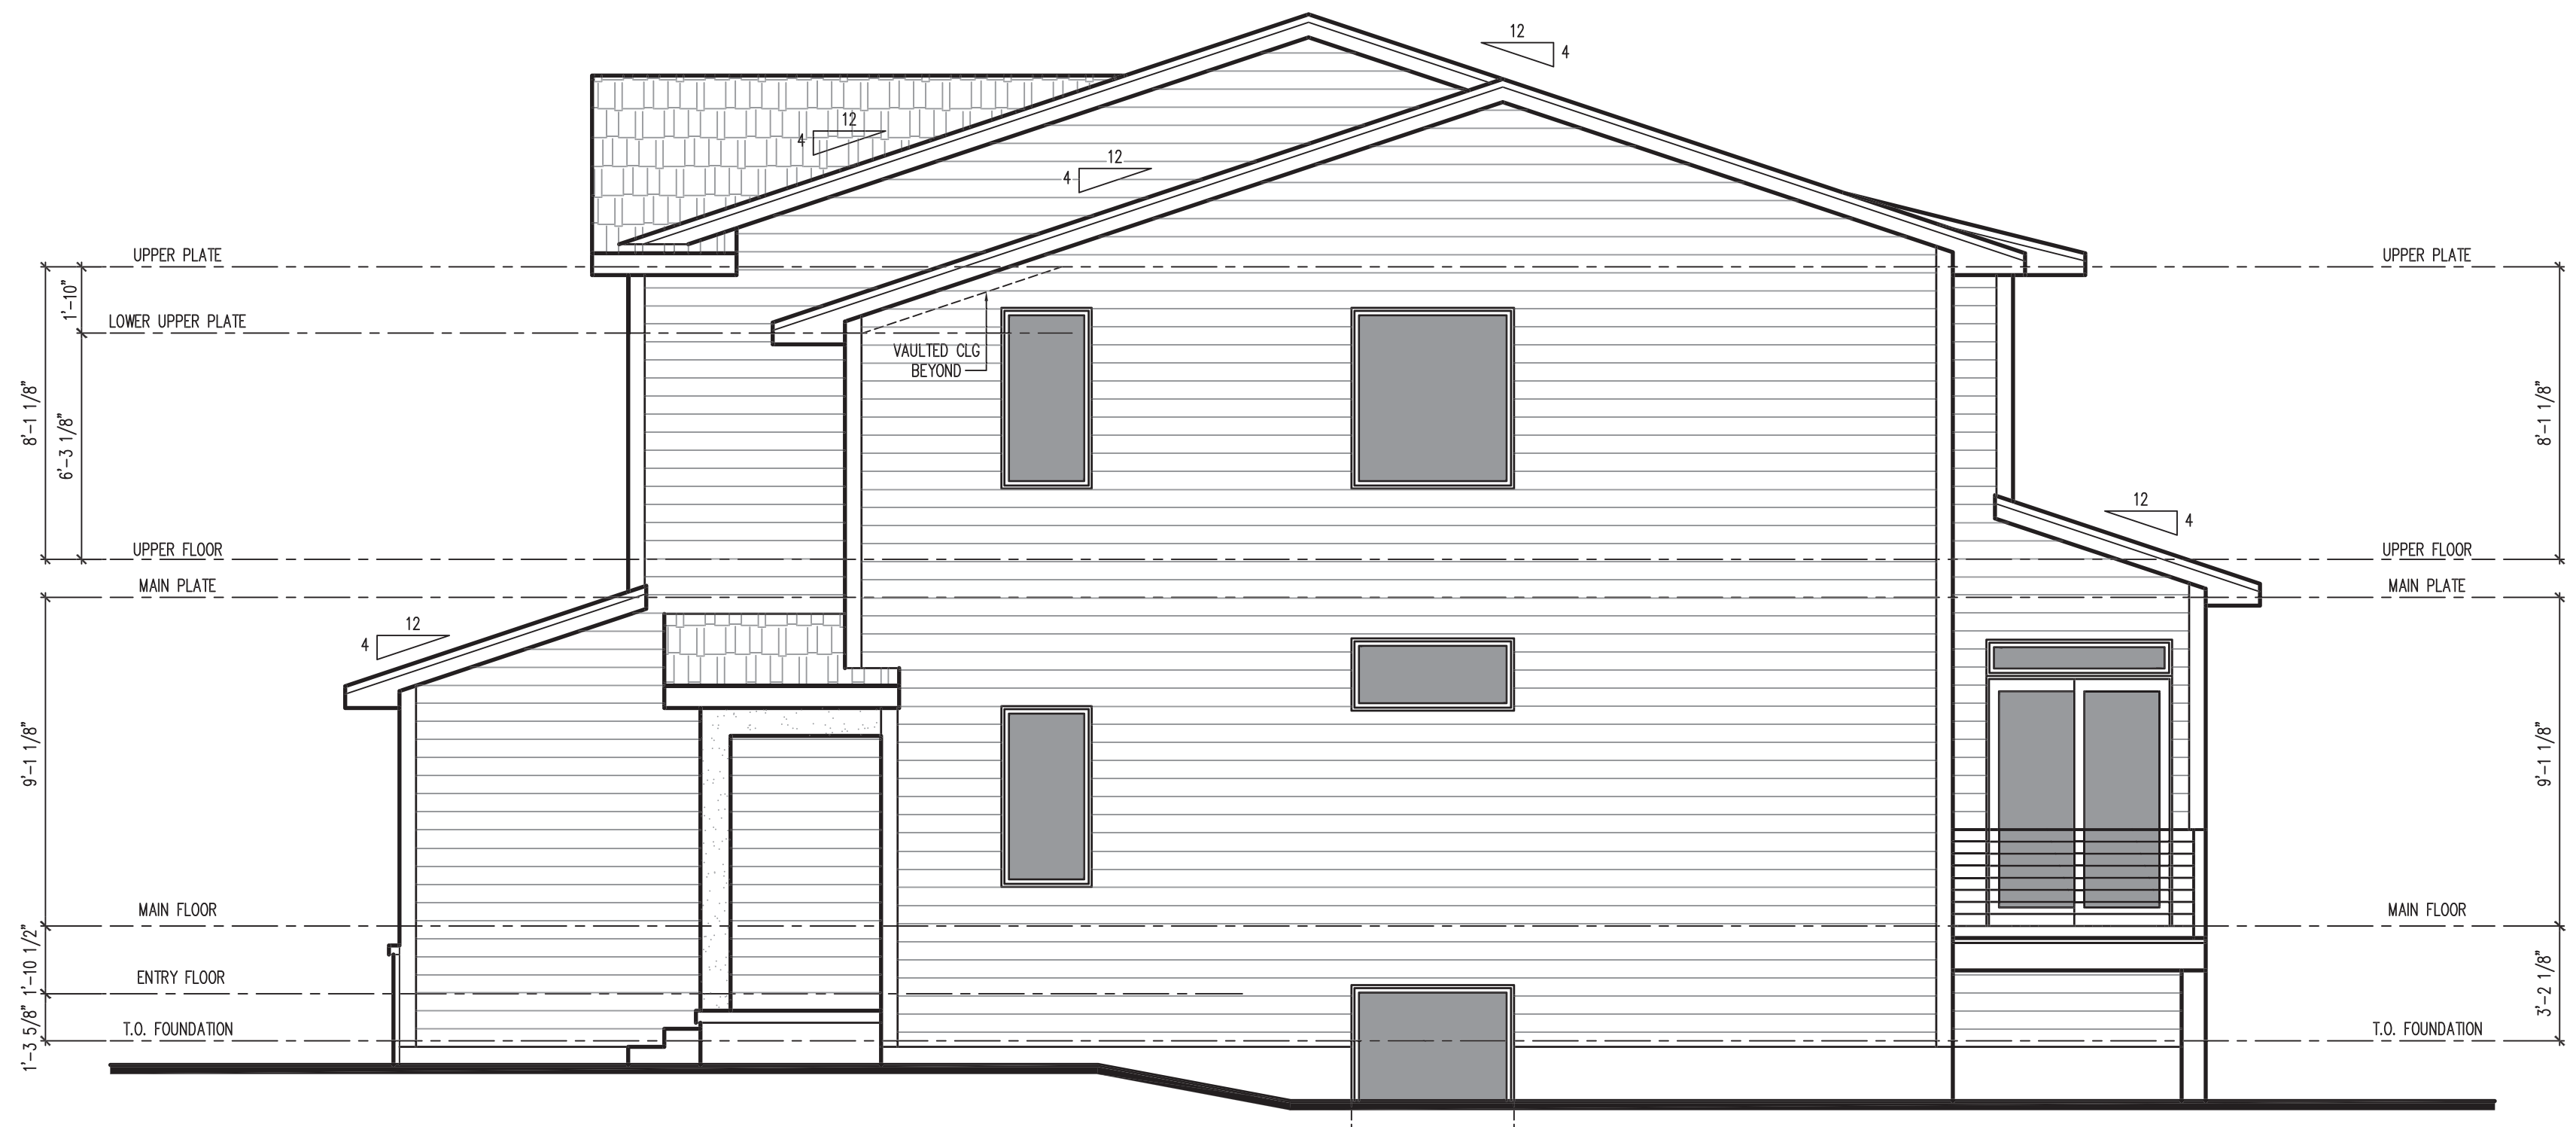 12
4
12
4
12
4
UPPER PLATE
UPPER PLATE
1'-10"
LOWER UPPER PLATE
VAULTED CLG
BEYOND
8'-1 1/8"
6'-3 1/8"
8'-1 1/8"
12
4
UPPER FLOOR
UPPER FLOOR
MAIN PLATE
MAIN PLATE
12
4
9'-1 1/8"
9'-1 1/8"
MAIN FLOOR
MAIN FLOOR
1'-10 1/2"
ENTRY FLOOR
3'-2 1/8"
1'-3 5/8"
T.O. FOUNDATION
T.O. FOUNDATION